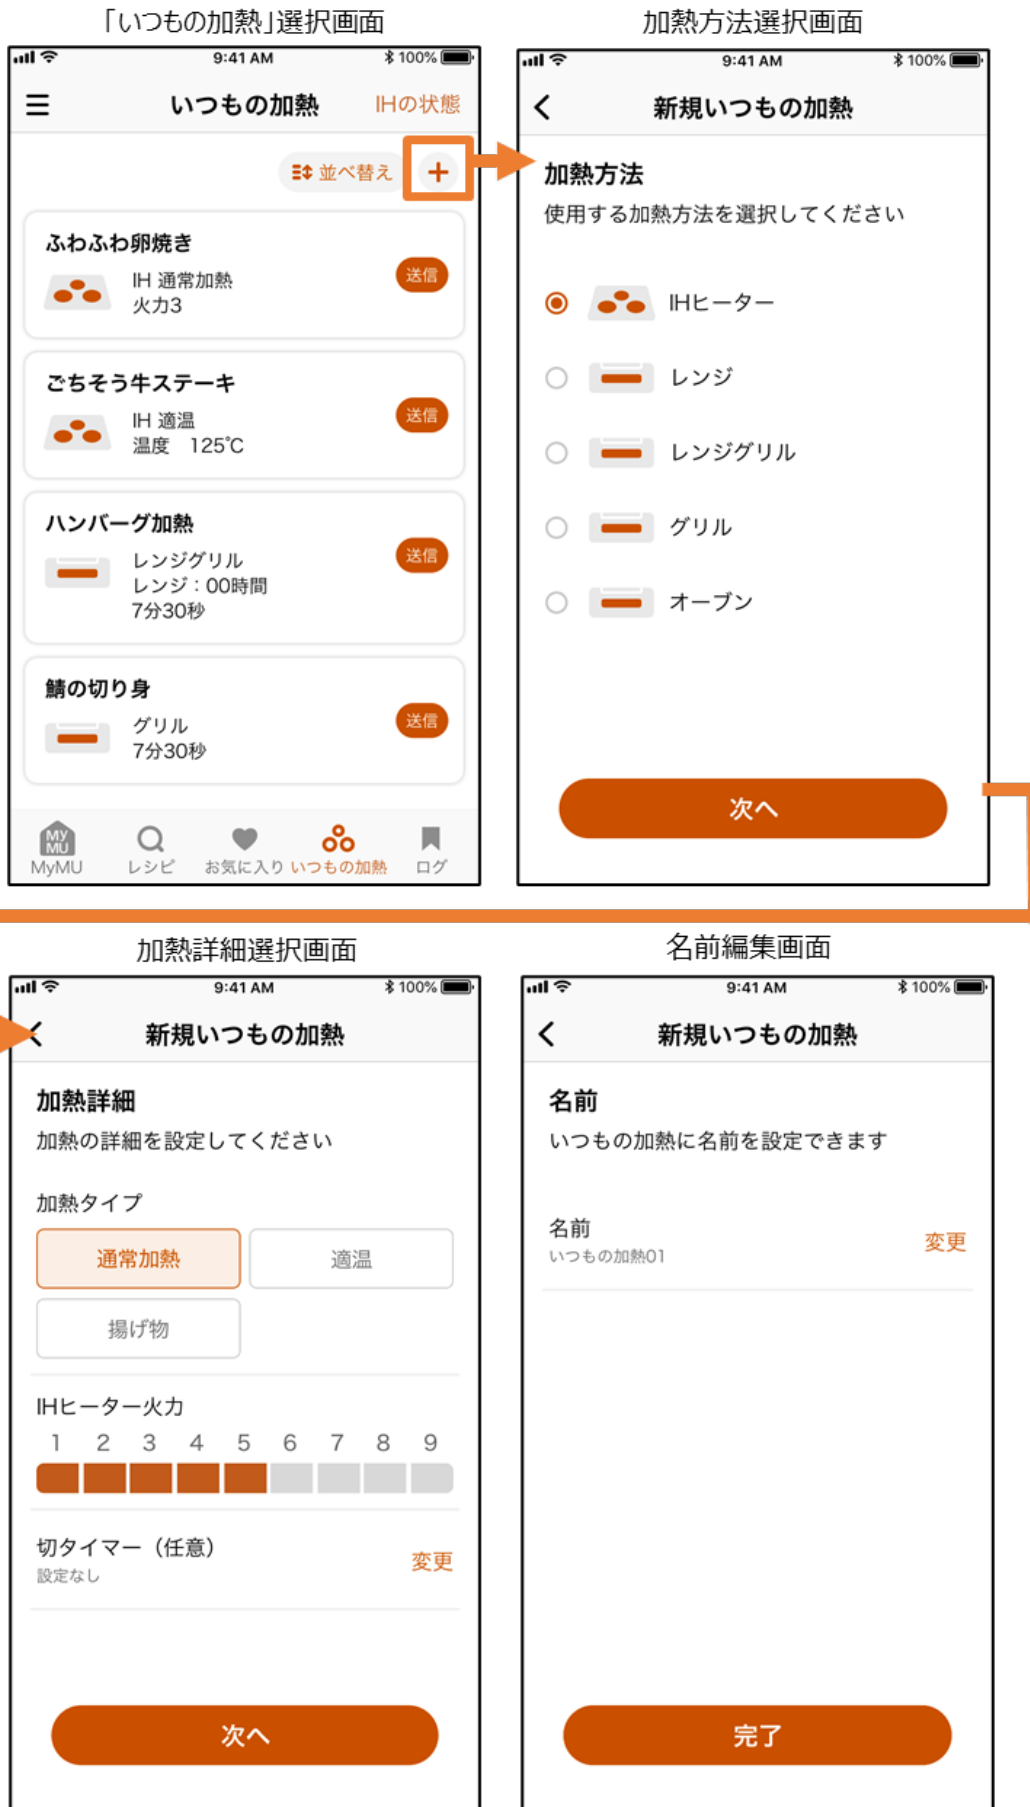 「いつもの加熱」選択画面
9:41 AM
100%
いつもの加熱
IHの状態
並べ替え
ふわふわ卵焼き
IH 通常加熱
火力3
送信
ごちそう牛ステーキ
IH 適温
温度 125℃
送信
ハンバーグ加熱
レンジグリル
レンジ：00時間
7分30秒
送信
鯖の切り身
グリル
7分30秒
送信
MY
MU
MyMU
レシピ
お気に入り
いつもの加熱
ログ
加熱方法選択画面
9:41 AM
100%
新規いつもの加熱
加熱方法
使用する加熱方法を選択してください
IHヒーター
レンジ
レンジグリル
グリル
オーブン
次へ
加熱詳細選択画面
9:41 AM
100%
新規いつもの加熱
加熱詳細
加熱の詳細を設定してください
加熱タイプ
通常加熱
適温
揚げ物
IHヒーター火力
1 2 3 4 5 6 7 8 9
切タイマー（任意）
設定なし
変更
次へ
名前編集画面
9:41 AM
100%
新規いつもの加熱
名前
いつもの加熱に名前を設定できます
名前
いつもの加熱01
変更
完了